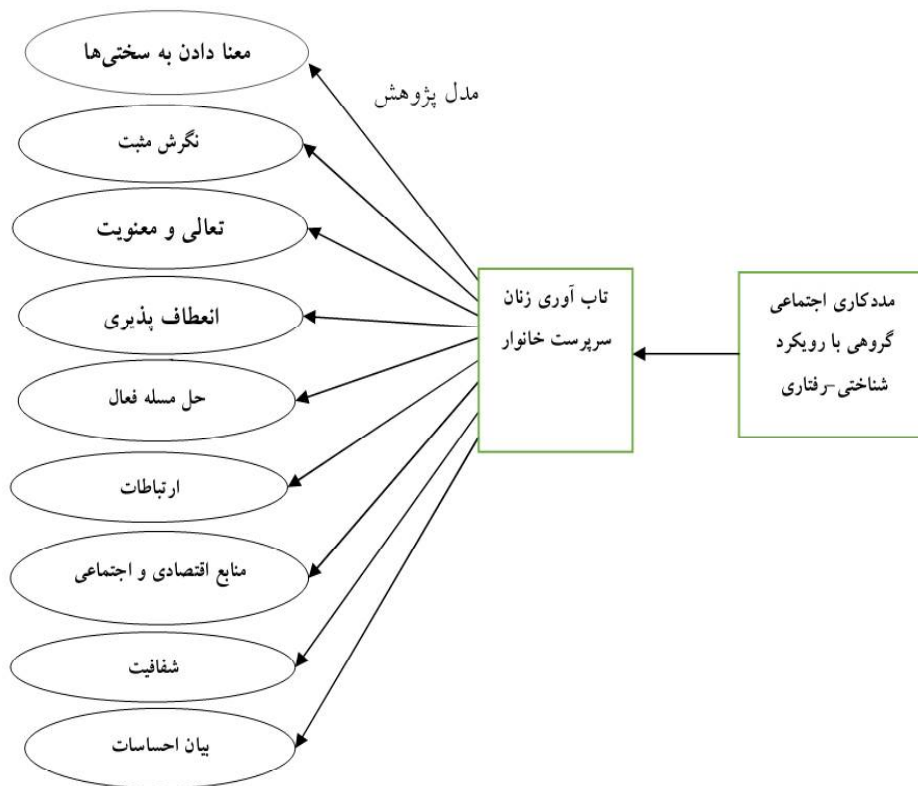 مدل پژوهش
مددکاری اجتماعی
گروهی با رویکرد
شناختی-رفتاری
تاب آوری زنان
سرپرست خانوار
معنا دادن به سختی‌ها
نگرش مثبت
تعالی و معنویت
انعطاف پذیری
حل مسله فعال
ارتباطات
منابع اقتصادی و اجتماعی
شفافیت
بیان احساسات